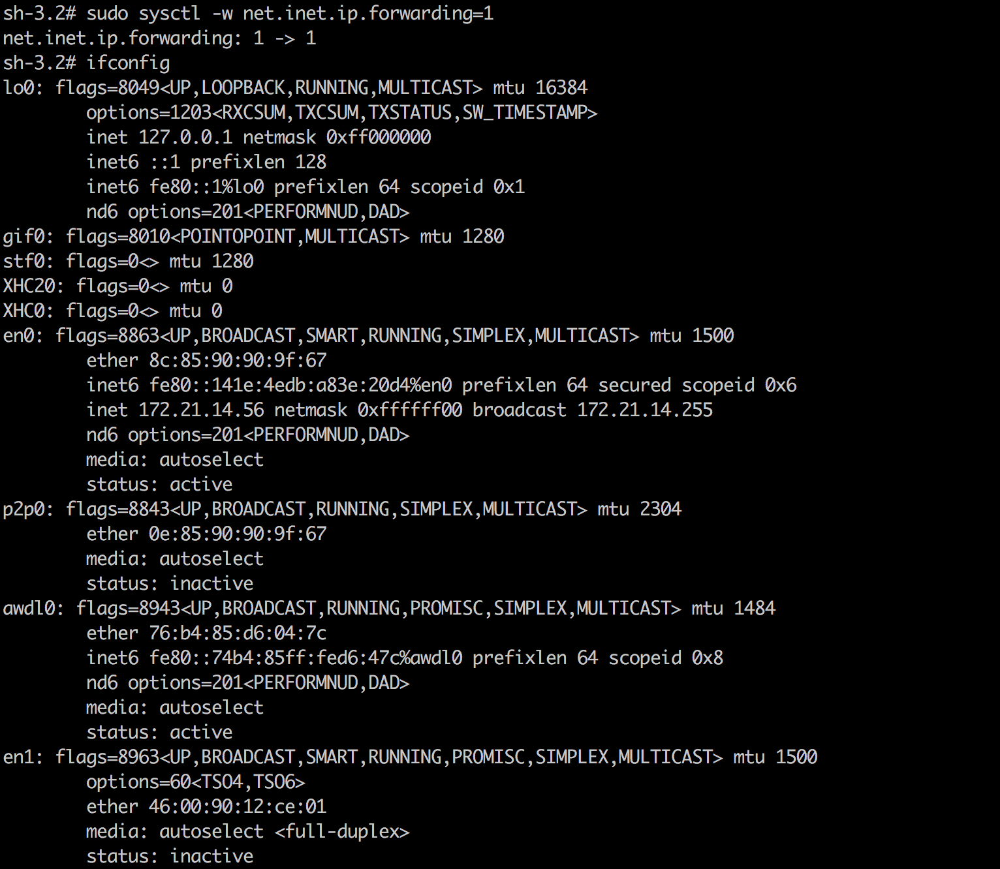 sh-3.2# sudo sysctl -w net.inet.ip.forwarding=1
net.inet.ip.forwarding: 1 -> 1
sh-3.2# ifconfig
lo0: flags=8049<UP,LOOPBACK,RUNNING,MULTICAST> mtu 16384
options=1203<RXCSUM,TXCSUM,TXSTATUS,SW_TIMESTAMP>
inet 127.0.0.1 netmask 0xff000000
inet6 ::1 prefixlen 128
inet6 fe80::1%lo0 prefixlen 64 scopeid 0x1
nd6 options=201<PERFORMNUD,DAD>
gif0: flags=8010<POINTOPOINT,MULTICAST> mtu 1280
stf0: flags=0<> mtu 1280
XHC20: flags=0<> mtu 0
XHC0: flags=0<> mtu 0
en0: flags=8863<UP,BROADCAST,SMART,RUNNING,SIMPLEX,MULTICAST> mtu 1500
ether 8c:85:90:90:9f:67
inet6 fe80::141e:4edb:a83e:20d4%en0 prefixlen 64 secured scopeid 0x6
inet 172.21.14.56 netmask 0xffffff00 broadcast 172.21.14.255
nd6 options=201<PERFORMNUD,DAD>
media: autoselect
status: active
p2p0: flags=8843<UP,BROADCAST,RUNNING,SIMPLEX,MULTICAST> mtu 2304
ether 0e:85:90:90:9f:67
media: autoselect
status: inactive
awdl0: flags=8943<UP,BROADCAST,RUNNING,PROMISC,SIMPLEX,MULTICAST> mtu 1484
ether 76:b4:85:d6:04:7c
inet6 fe80::74b4:85ff:fed6:47c%awdl0 prefixlen 64 scopeid 0x8
nd6 options=201<PERFORMNUD,DAD>
media: autoselect
status: active
en1: flags=8963<UP,BROADCAST,SMART,RUNNING,PROMISC,SIMPLEX,MULTICAST> mtu 1500
options=60<TSO4,TSO6>
ether 46:00:90:12:ce:01
media: autoselect <full-duplex>
status: inactive